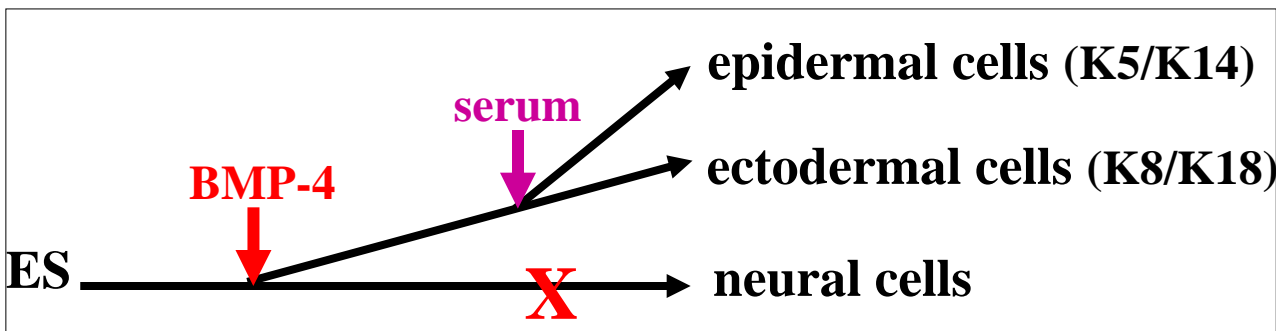 epidermal cells (K5/K14)
serum
ectodermal cells (K8/K18)
BMP-4
ES
X
neural cells